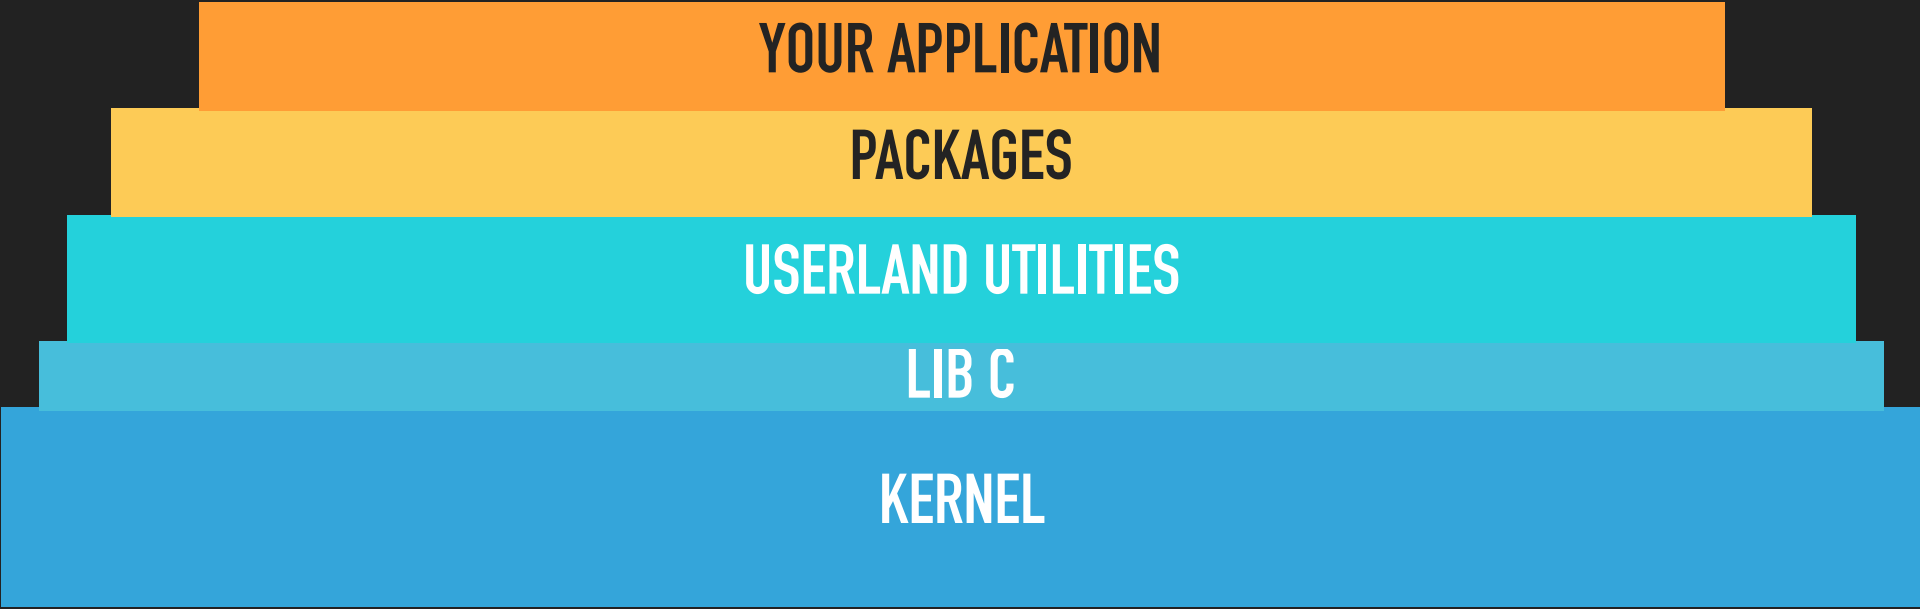 YOUR APPLICATION
PACKAGES
USERLAND UTILITIES
LIB C
KERNEL